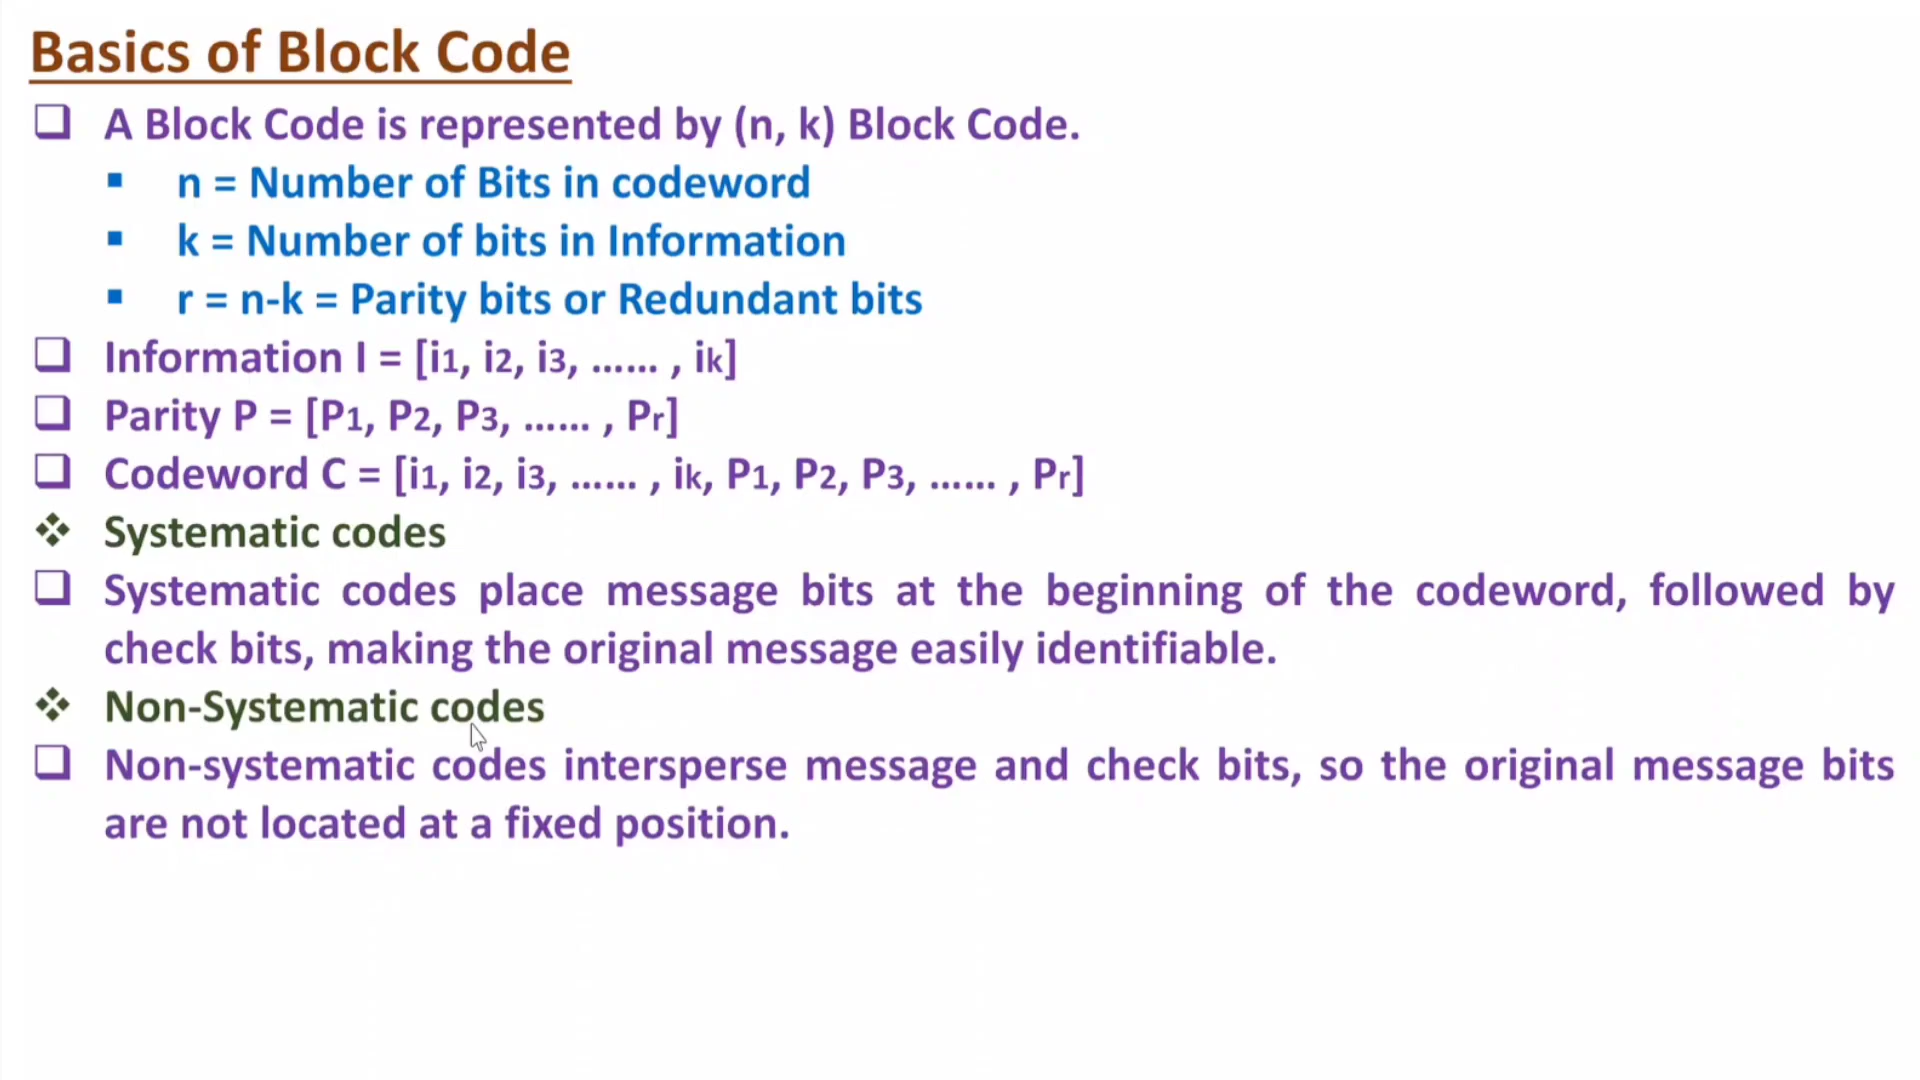 Basics of Block Code
❑ A Block Code is represented by (n, k) Block Code.
▪ n = Number of Bits in codeword
▪ k = Number of bits in Information
▪ r = n-k = Parity bits or Redundant bits
❑ Information I = [i1, i2, i3, …… , ik]
❑ Parity P = [P1, P2, P3, …… , Pr]
❑ Codeword C = [i1, i2, i3, …… , ik, P1, P2, P3, …… , Pr]
❖ Systematic codes
❑ Systematic codes place message bits at the beginning of the codeword, followed by
check bits, making the original message easily identifiable.
❖ Non-Systematic codes
❑ Non-systematic codes intersperse message and check bits, so the original message bits
are not located at a fixed position.